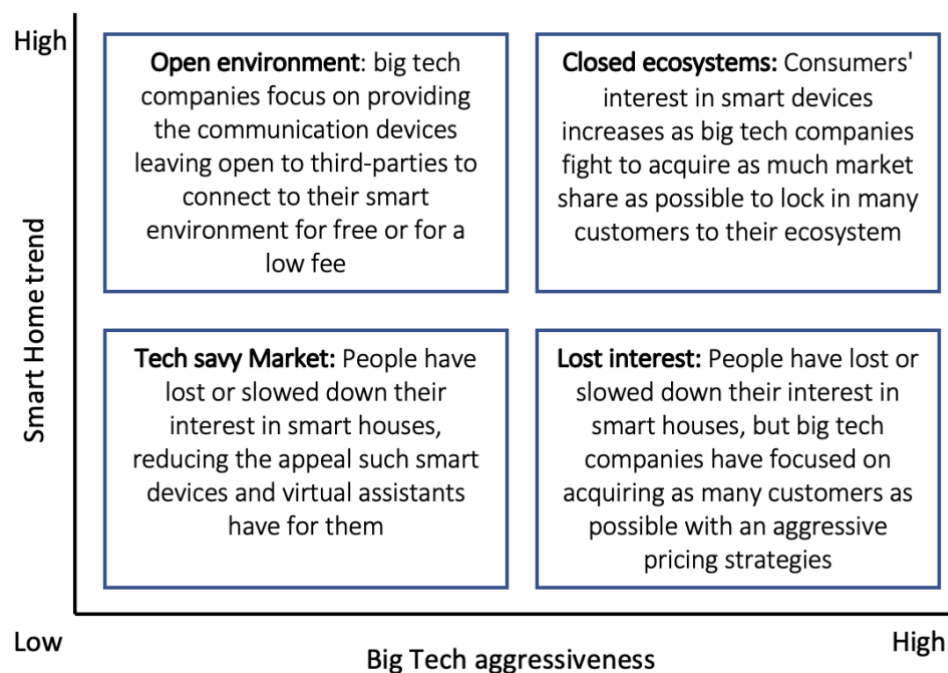 High
Open environment: big tech
companies focus on providing
the communication devices
leaving open to third-parties to
connect to their smart
environment for free or for a
low fee
Closed ecosystems: Consumers'
interest in smart devices
increases as big tech companies
fight to acquire as much market
share as possible to lock in many
customers to their ecosystem
Smart Home trend
Tech savy Market: People have
lost or slowed down their
interest in smart houses,
reducing the appeal such smart
devices and virtual assistants
have for them
Lost interest: People have lost or
slowed down their interest in
smart houses, but big tech
companies have focused on
acquiring as many customers as
possible with an aggressive
pricing strategies
Low
Big Tech aggressiveness
High